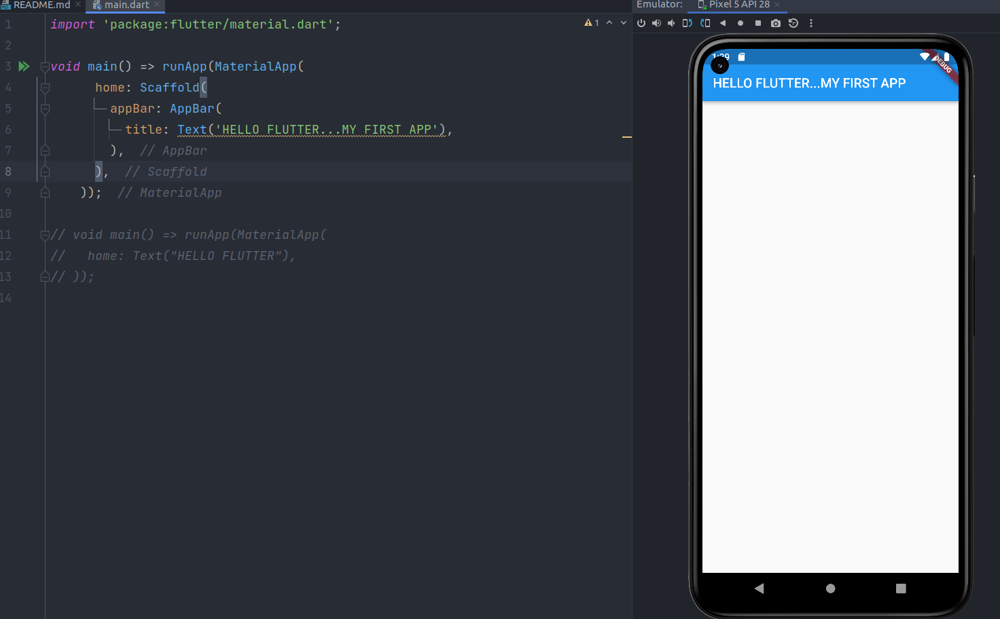 README.md
main.dart
Emulator:
Pixel 5 API 28
1 import 'package:flutter/material.dart';
1
2
3 void main() => runApp(MaterialApp(
4 home: Scaffold(
5 appBar: AppBar(
6 title: Text('HELLO FLUTTER...MY FIRST APP'),
7 ), // AppBar
8 ), // Scaffold
9 )); // MaterialApp
10
11 // void main() => runApp(MaterialApp(
12 //   home: Text("HELLO FLUTTER"),
13 // ));
14
1:29
DEBUG
HELLO FLUTTER...MY FIRST APP